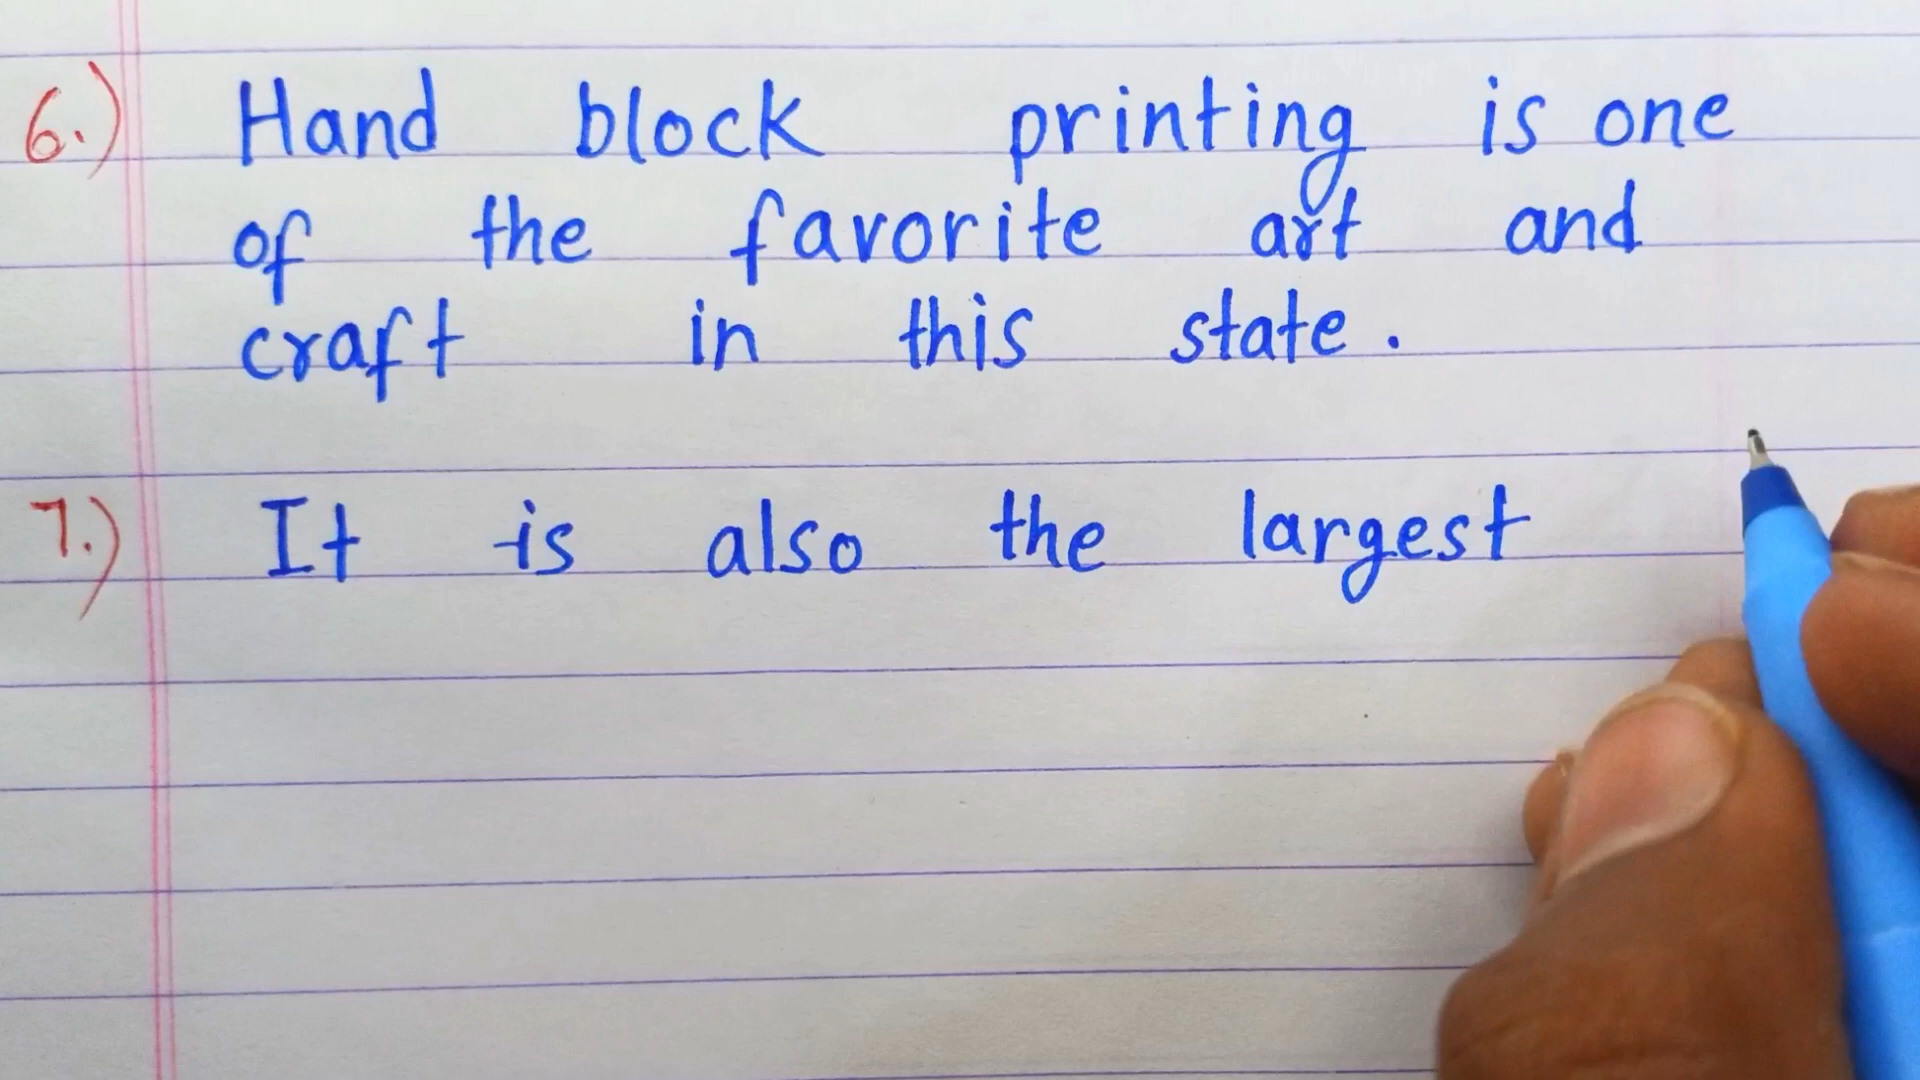 6.) Hand block printing is one
of the favorite art and
craft in this state.
7.) It is also the largest